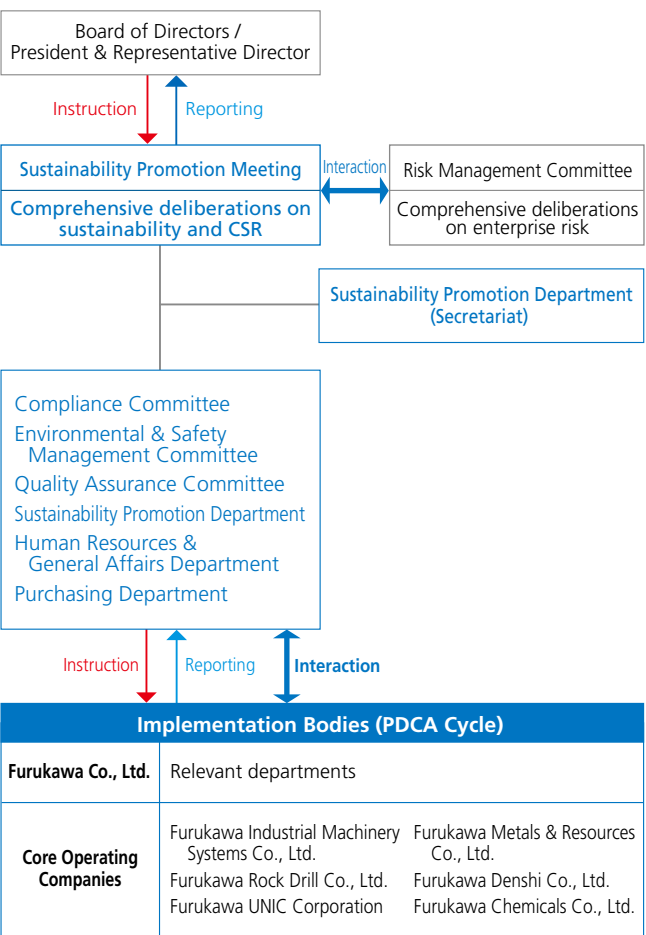 Board of Directors /
President & Representative Director
Instruction
Reporting
Sustainability Promotion Meeting
Comprehensive deliberations on
sustainability and CSR
Interaction
Risk Management Committee
Comprehensive deliberations
on enterprise risk
Sustainability Promotion Department
(Secretariat)
Compliance Committee
Environmental & Safety
Management Committee
Quality Assurance Committee
Sustainability Promotion Department
Human Resources &
General Affairs Department
Purchasing Department
Instruction
Reporting
Interaction
Implementation Bodies (PDCA Cycle)
Furukawa Co., Ltd.
Relevant departments
Core Operating
Companies
Furukawa Industrial Machinery
Systems Co., Ltd.
Furukawa Rock Drill Co., Ltd.
Furukawa UNIC Corporation
Furukawa Metals & Resources
Co., Ltd.
Furukawa Denshi Co., Ltd.
Furukawa Chemicals Co., Ltd.